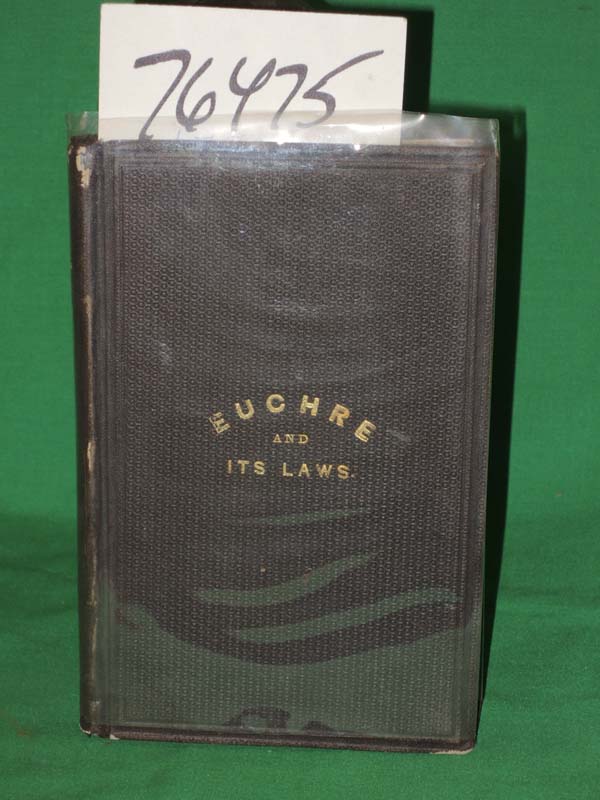 76475
EUCHRE
AND
ITS LAWS.